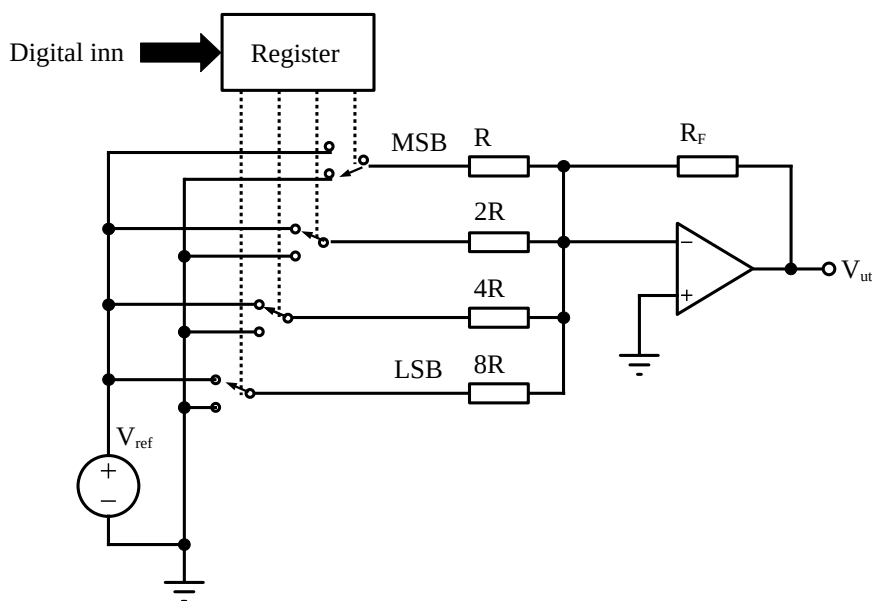 Digital inn
Register
MSB
R
R_F
2R
4R
LSB
8R
−
+
V_ut
V_ref
+
−